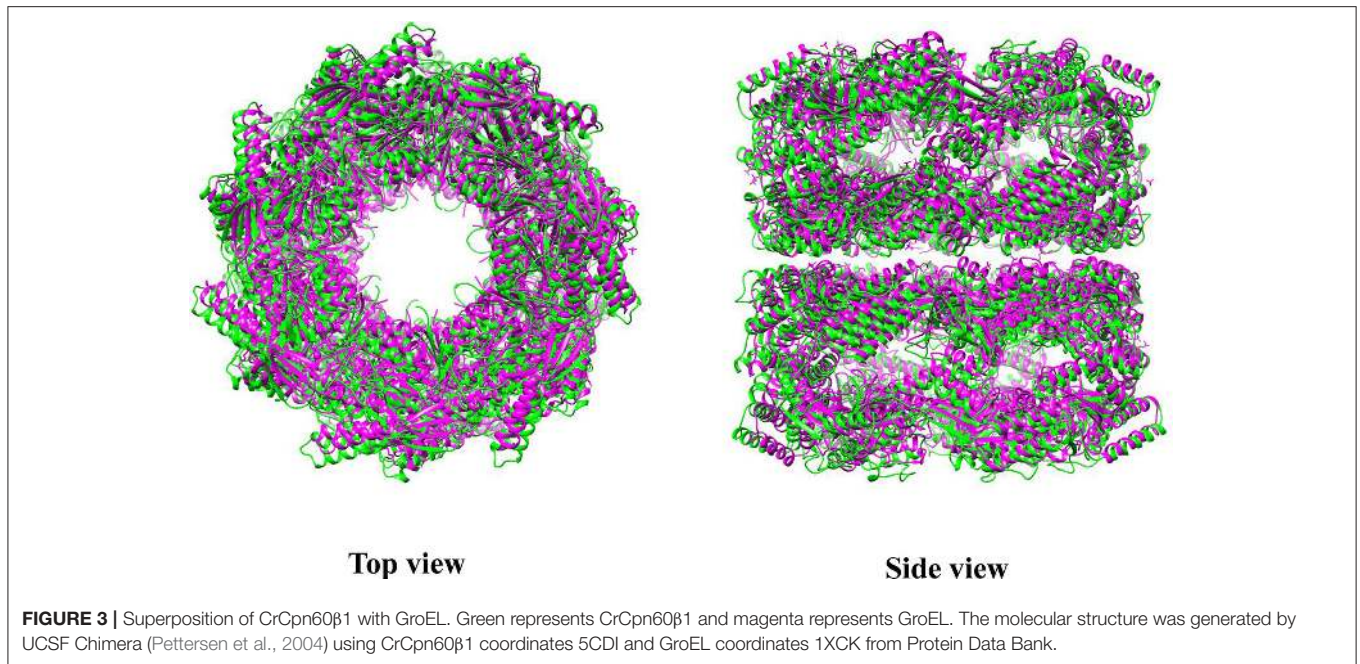 Top view
Side view
FIGURE 3 | Superposition of CrCpn60β1 with GroEL. Green represents CrCpn60β1 and magenta represents GroEL. The molecular structure was generated by
UCSF Chimera (Pettersen et al., 2004) using CrCpn60β1 coordinates 5CDI and GroEL coordinates 1XCK from Protein Data Bank.